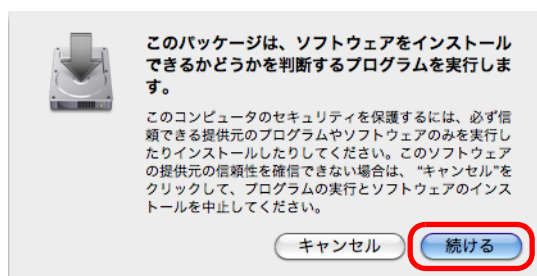 このパッケージは、ソフトウェアをインストール
できるかどうかを判断するプログラムを実行しま
す。
このコンピュータのセキュリティを保護するには、必ず信
頼できる提供元のプログラムやソフトウェアのみを実行し
たりインストールしたりしてください。このソフトウェア
の提供元の信頼性を確信できない場合は、 “キャンセル”を
クリックして、プログラムの実行とソフトウェアのインス
トールを中止してください。
キャンセル
続ける